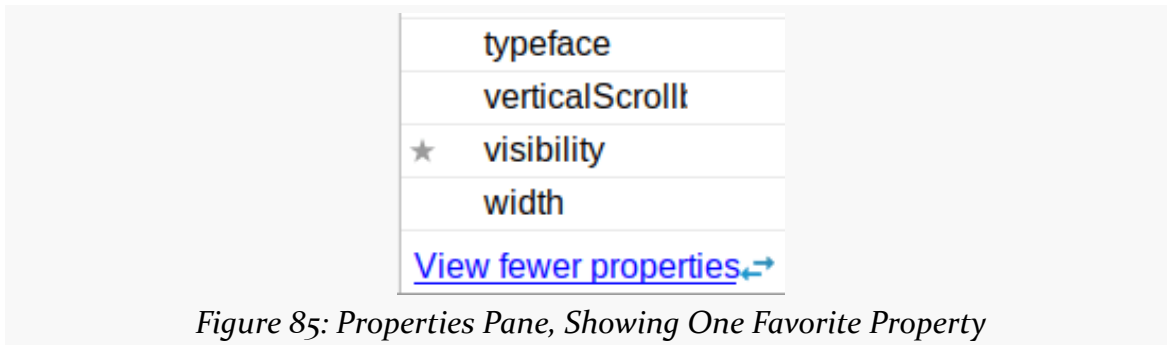 typeface
verticalScrollb
visibility
width
View fewer properties
Figure 85: Properties Pane, Showing One Favorite Property